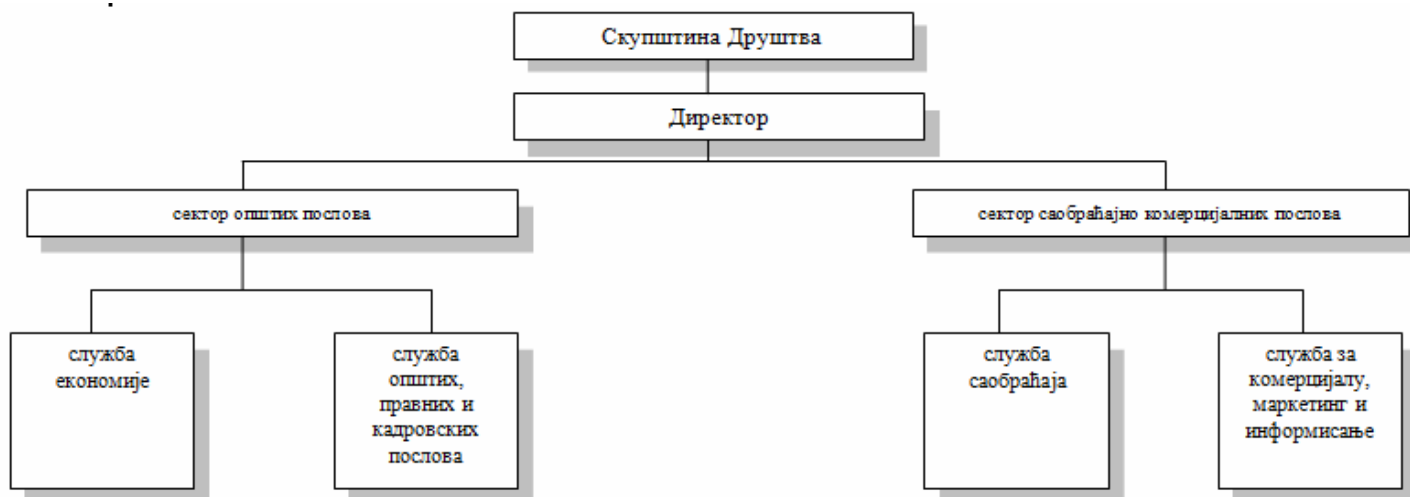 Скупштина Друштва
Директор
сектор општих послова
сектор саобраћајно комерцијалних послова
служба
економије
служба
општих,
правних и
кадровских
послова
служба
саобраћаја
служба за
комерцијалу,
маркетинг и
информисање